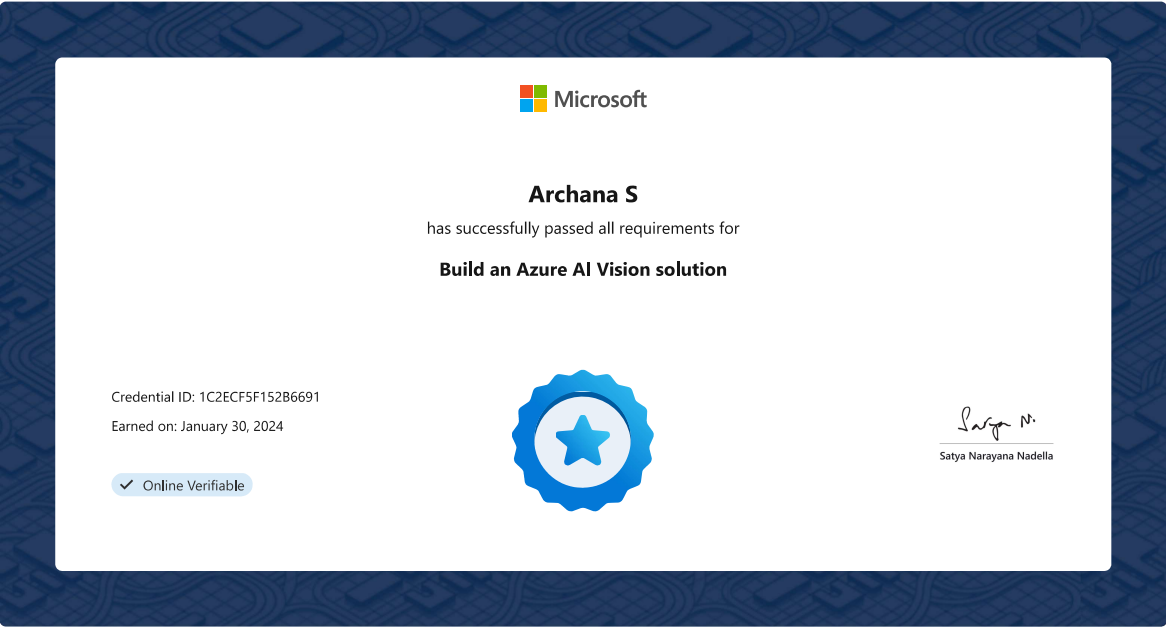 Microsoft
Archana S
has successfully passed all requirements for
Build an Azure AI Vision solution
Credential ID: 1C2ECF5F152B6691
Earned on: January 30, 2024
Online Verifiable
Satya N.
Satya Narayana Nadella